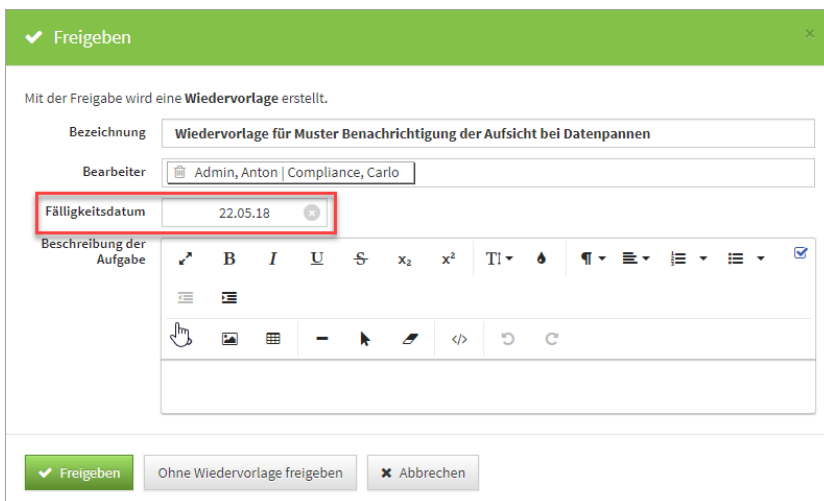 Freigeben
×
Mit der Freigabe wird eine Wiedervorlage erstellt.
Bezeichnung Wiedervorlage für Muster Benachrichtigung der Aufsicht bei Datenpannen
Bearbeiter Admin, Anton | Compliance, Carlo
Fälligkeitsdatum 22.05.18
Beschreibung der
Aufgabe
B I U S x₂ x² T
¶
</>
Freigeben Ohne Wiedervorlage freigeben Abbrechen